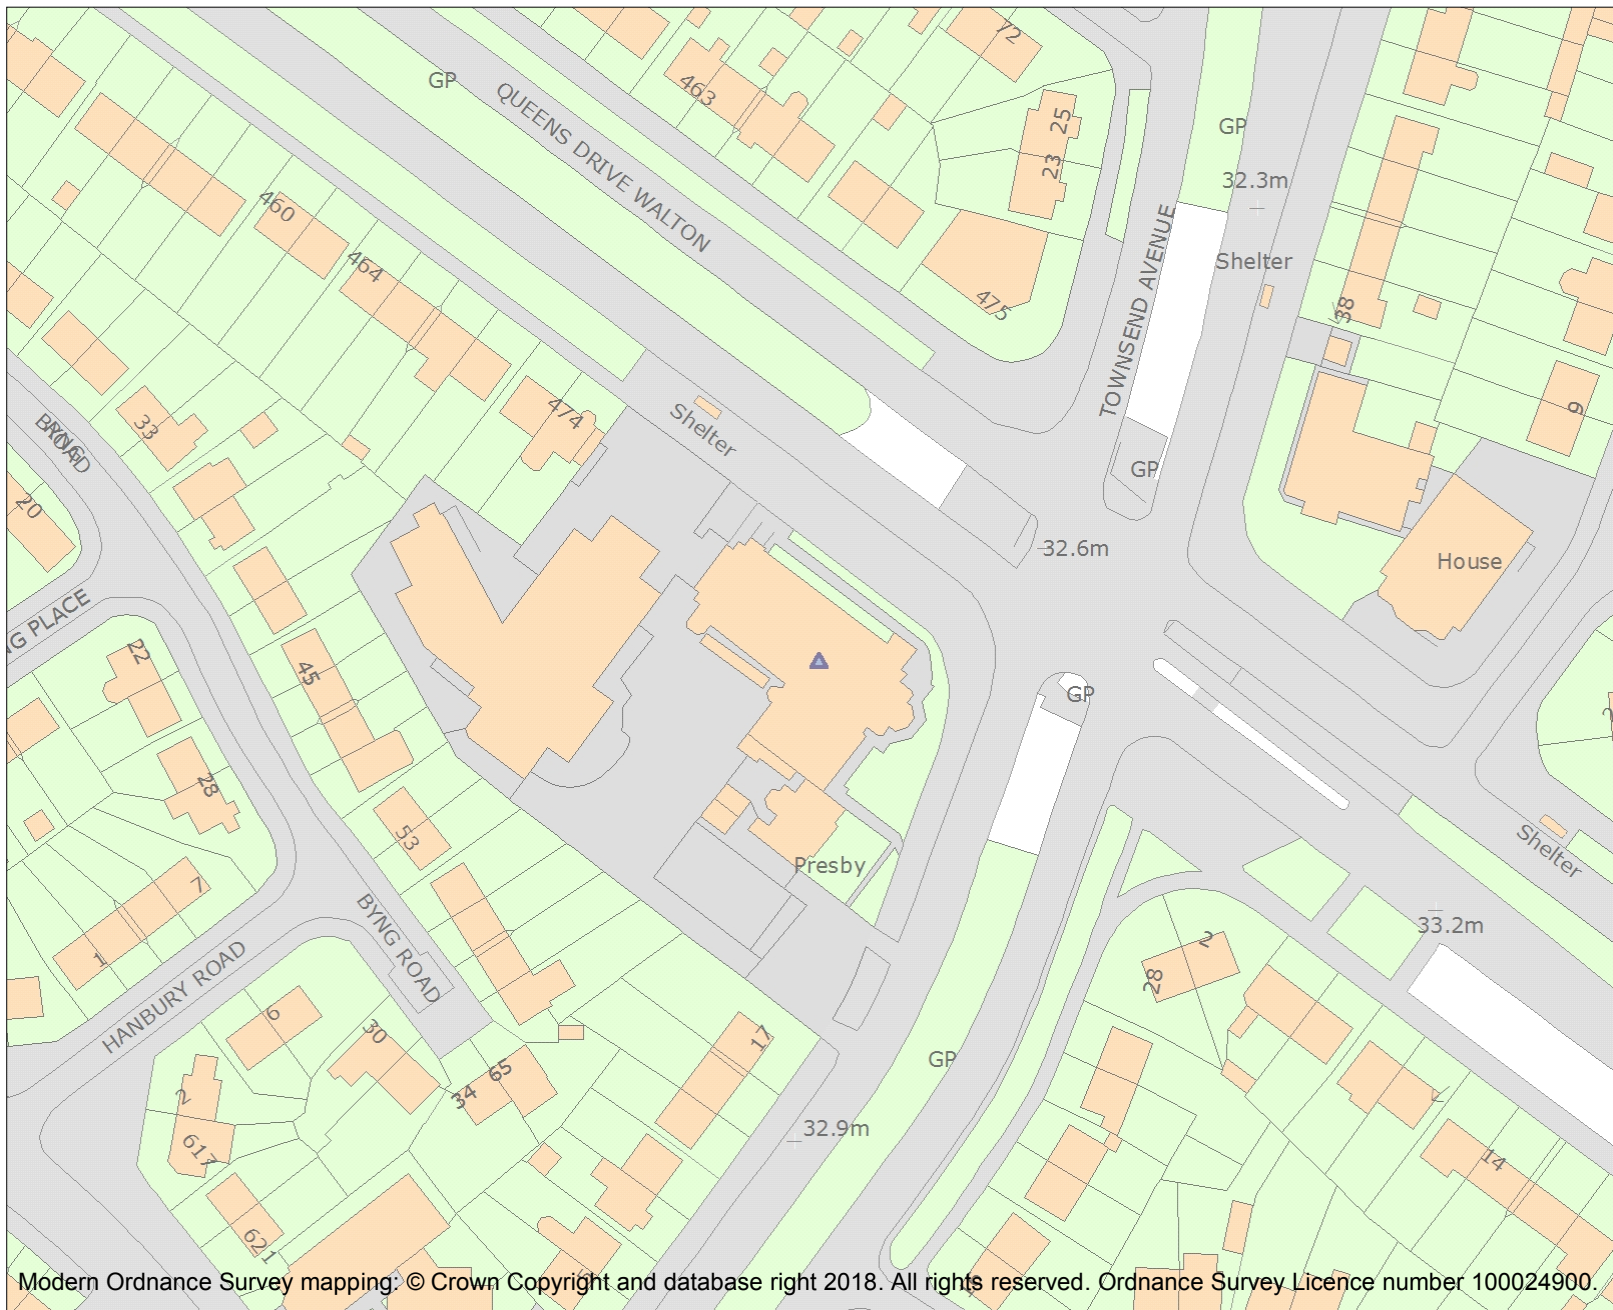 72
GP
463
QUEENS DRIVE WALTON
25
GP
23
32.3m
460
TOWNSEND AVENUE
464
Shelter
475
38
474
33
Shelter
9
BYNG
ROAD
GP
20
32.6m
House
NG PLACE
22
45
GP
28
53
Shelter
Presby
7
BYNG ROAD
33.2m
2
1
28
HANBURY ROAD
6
30
17
GP
65
2
34
32.9m
617
14
621
Modern Ordnance Survey mapping: © Crown Copyright and database right 2018. All rights reserved. Ordnance Survey Licence number 100024900.